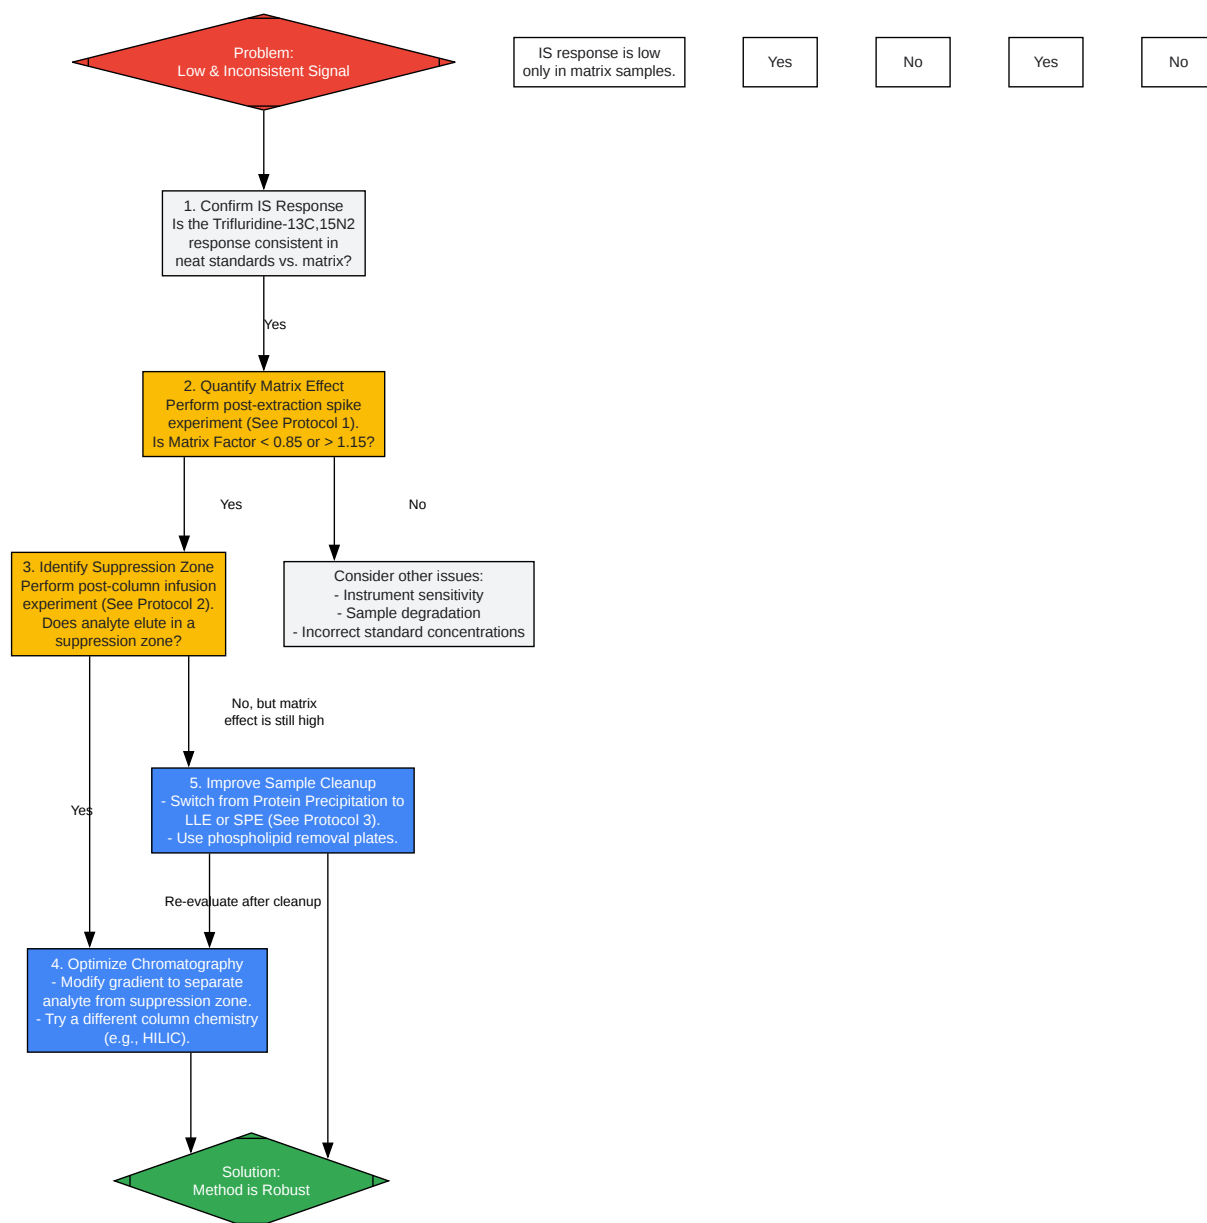 Problem:
Low & Inconsistent Signal
IS response is low
only in matrix samples.
Yes
No
Yes
No
1. Confirm IS Response
Is the Trifluridine-13C,15N2
response consistent in
neat standards vs. matrix?
Yes
2. Quantify Matrix Effect
Perform post-extraction spike
experiment (See Protocol 1).
Is Matrix Factor < 0.85 or > 1.15?
Yes
No
3. Identify Suppression Zone
Perform post-column infusion
experiment (See Protocol 2).
Does analyte elute in a
suppression zone?
Consider other issues:
- Instrument sensitivity
- Sample degradation
- Incorrect standard concentrations
No, but matrix
effect is still high
Yes
5. Improve Sample Cleanup
- Switch from Protein Precipitation to
LLE or SPE (See Protocol 3).
- Use phospholipid removal plates.
Re-evaluate after cleanup
4. Optimize Chromatography
- Modify gradient to separate
analyte from suppression zone.
- Try a different column chemistry
(e.g., HILIC).
Solution:
Method is Robust